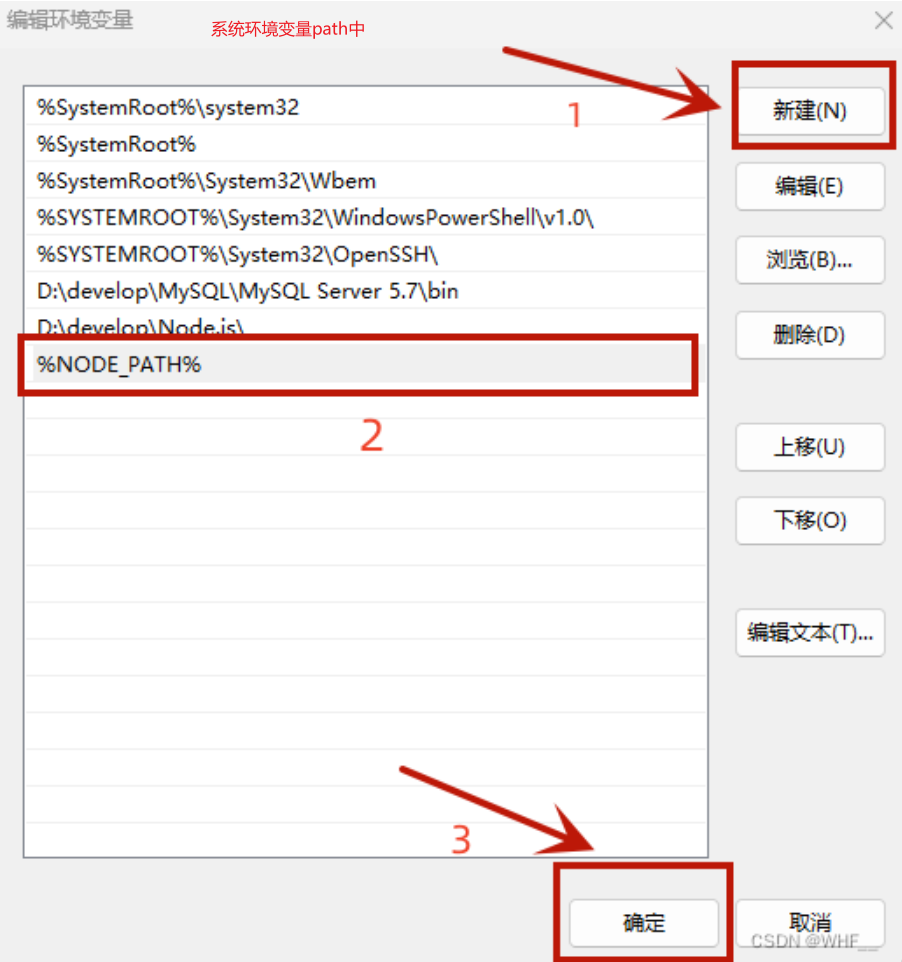 编辑环境变量
系统环境变量path中
1
新建(N)
%SystemRoot%\system32
%SystemRoot%
编辑(E)
%SystemRoot%\System32\Wbem
%SYSTEMROOT%\System32\WindowsPowerShell\v1.0\
%SYSTEMROOT%\System32\OpenSSH\
浏览(B)...
D:\develop\MySQL\MySQL Server 5.7\bin
D:\develop\Node.js\
删除(D)
%NODE_PATH%
2
上移(U)
下移(O)
编辑文本(T)...
3
确定
取消
CSDN @WHF__